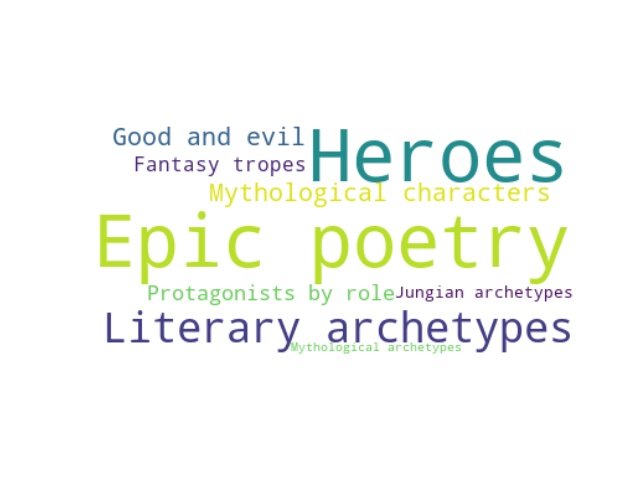 Good and evil
Heroes
Fantasy tropes
Mythological characters
Epic poetry
Protagonists by role
Jungian archetypes
Literary archetypes
Mythological archetypes